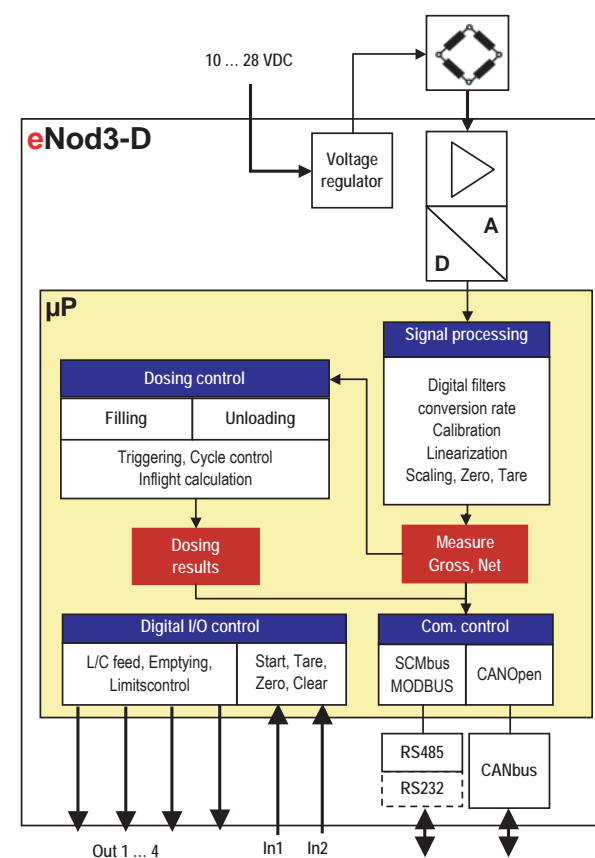 10 ... 28 VDC
eNod3-D
Voltage
regulator
A
D
µP
Signal processing
Digital filters
conversion rate
Calibration
Linearization
Scaling, Zero, Tare
Dosing control
Filling
Unloading
Triggering, Cycle control
Inflight calculation
Dosing
results
Measure
Gross, Net
Digital I/O control
L/C feed, Emptying,
Limitscontrol
Start, Tare,
Zero, Clear
Com. control
SCMbus
MODBUS
CANOpen
RS485
RS232
CANbus
Out 1 ... 4
In1
In2